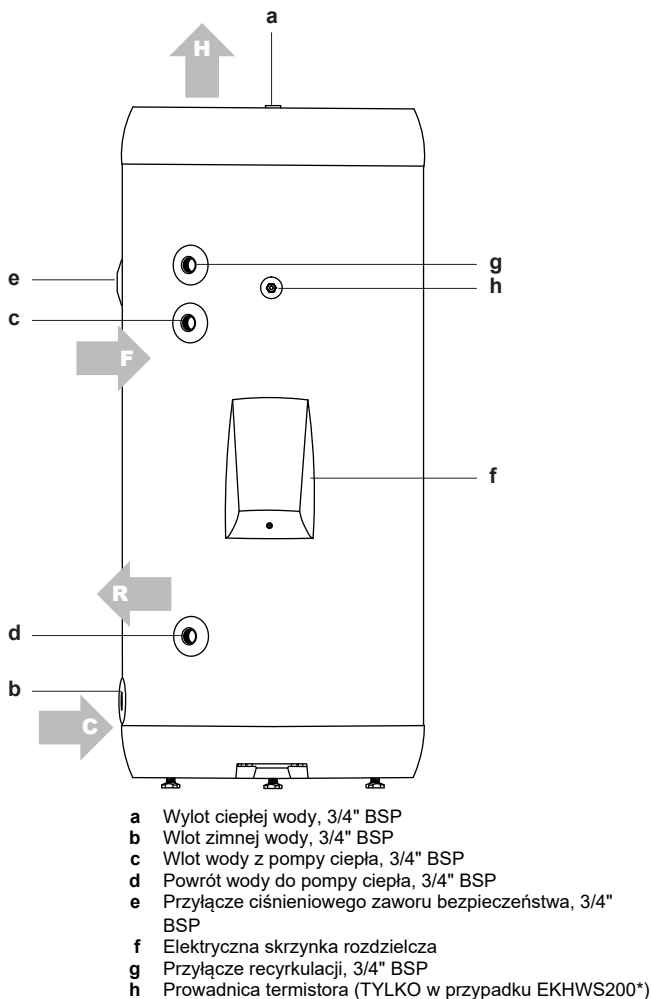 a
H
e
g
h
c
F
f
R
d
b
C
a Wylot ciepłej wody, 3/4" BSP
b Wlot zimnej wody, 3/4" BSP
c Wlot wody z pompy ciepła, 3/4" BSP
d Powrót wody do pompy ciepła, 3/4" BSP
e Przyłącze ciśnieniowego zaworu bezpieczeństwa, 3/4"
BSP
f Elektryczna skrzynka rozdzielcza
g Przyłącze recyrkulacji, 3/4" BSP
h Prowadnica termistora (TYLKO w przypadku EKHWS200*)